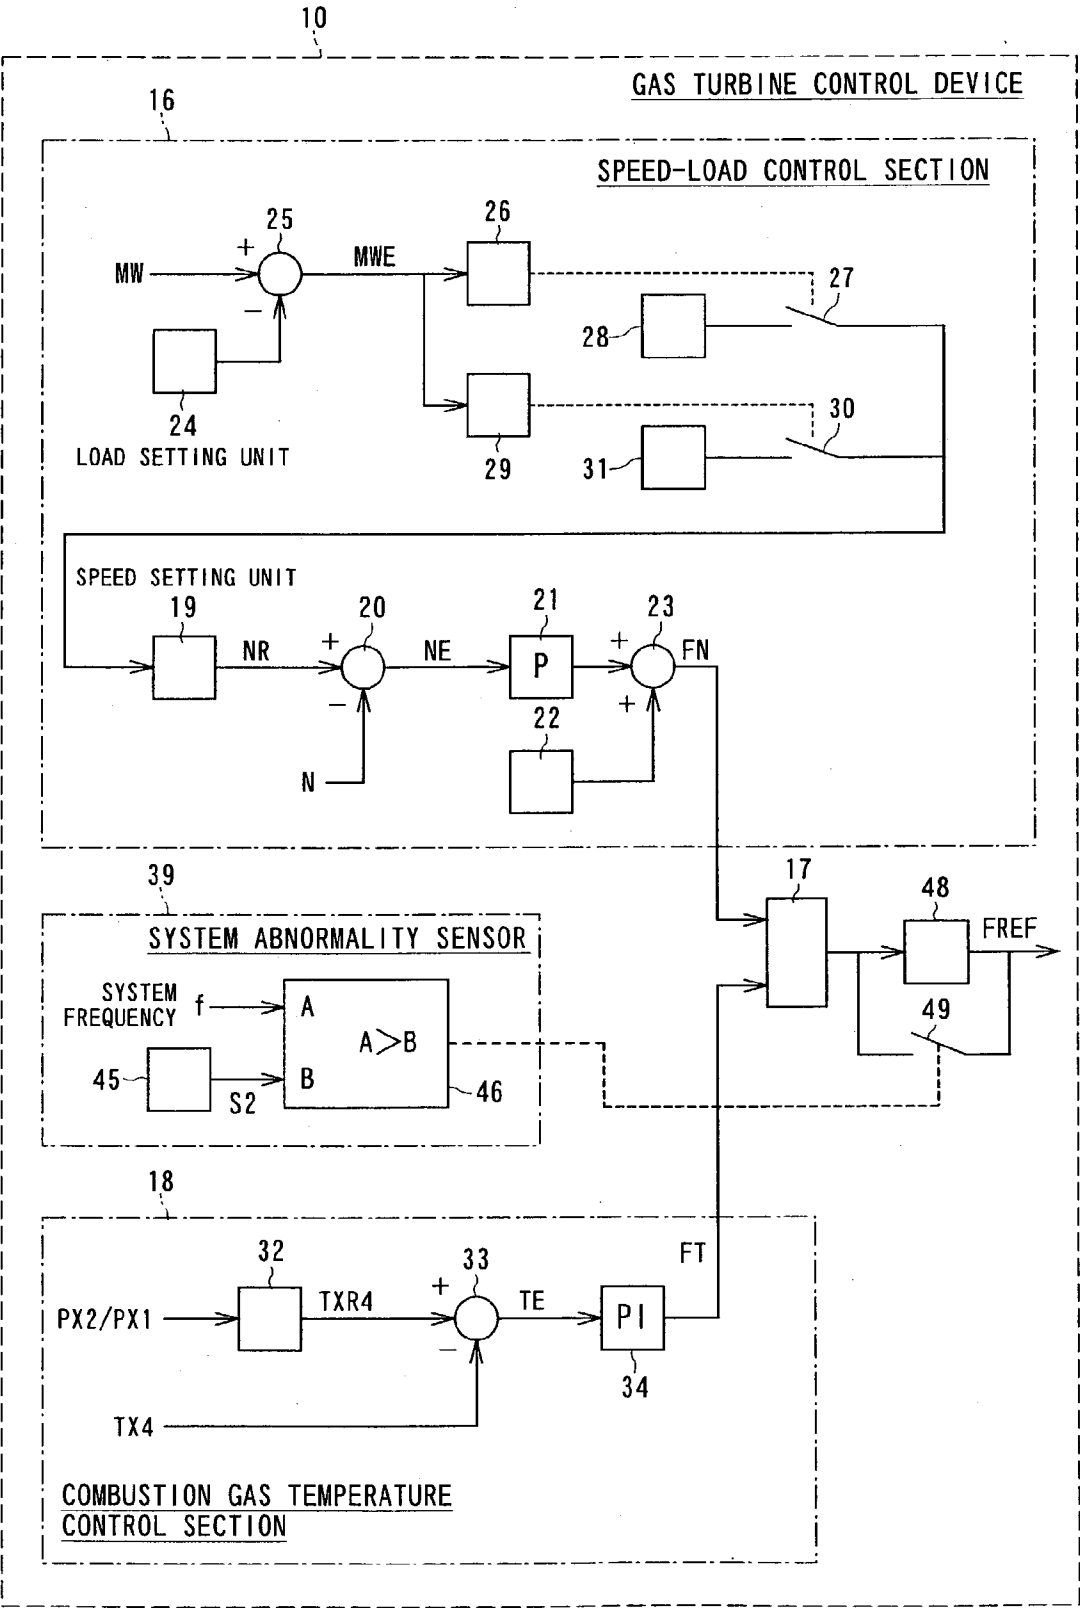 10
GAS TURBINE CONTROL DEVICE
16
SPEED-LOAD CONTROL SECTION
25
26
+
MW
MWE
27
−
28
24
30
LOAD SETTING UNIT
29
31
SPEED SETTING UNIT
19
20
21
23
+
NR
NE
P
+
FN
−
+
22
N
39
17
48
SYSTEM ABNORMALITY SENSOR
FREF
SYSTEM
FREQUENCY
f
A
A>B
49
45
S2
B
46
18
32
33
FT
+
PX2/PX1
TXR4
TE
PI
−
34
TX4
COMBUSTION GAS TEMPERATURE
CONTROL SECTION